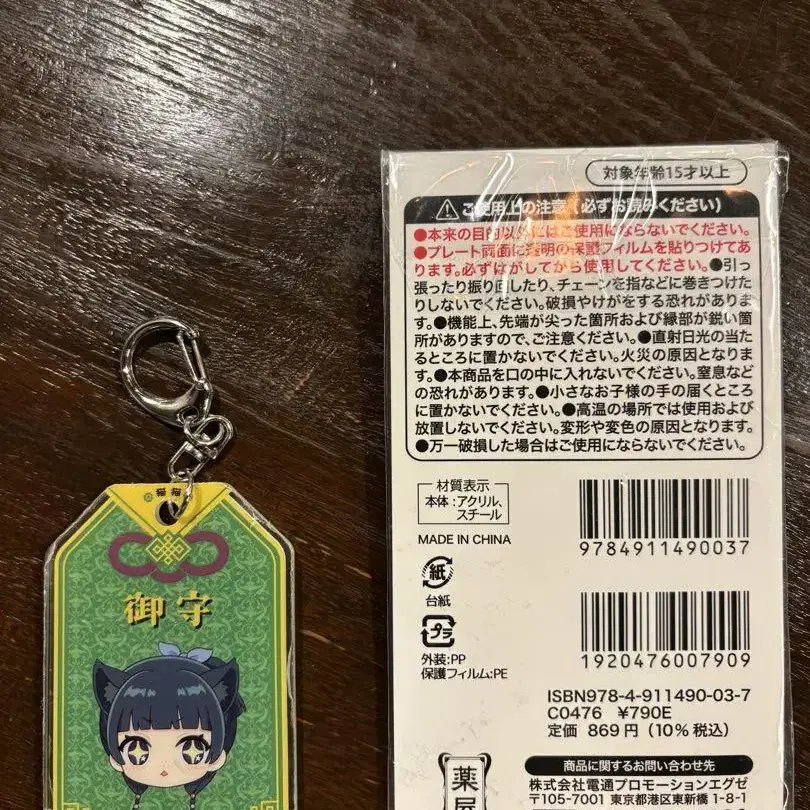 猫猫
御守
対象年齢15才以上
ご使用上の注意(必ずお読みください)
●本来の目的以外にはご使用にならないでください。
●プレート両面に透明の保護フィルムを貼りつけてあ
ります。必ずはがしてから使用してください。●引っ
張ったり振り回したり、チェーンを指などに巻きつけた
りしないでください。破損やけがをする恐れがありま
す。●機能上、先端が尖った箇所および縁部が鋭い箇
所がありますので、ご注意ください。●直射日光の当た
るところに置かないでください。火災の原因となりま
す。●本商品を口の中に入れないでください。窒息など
の恐れがあります。●小さなお子様の手の届くところ
に置かないでください。●高温の場所では使用および
放置しないでください。変形や変色の原因となります。
●万一破損した場合はご使用にならないでください。
材質表示
本体:アクリル、
スチール
MADE IN CHINA
紙
台紙
プラ
外装:PP
保護フィルム:PE
9784911490037
1920476007909
ISBN978-4-911490-03-7
C0476 ¥790E
定価 869円(10%税込)
薬屋
商品に関するお問い合わせ先
株式会社電通プロモーションエグゼ
〒105-7001 東京都港区東新橋1-8-1